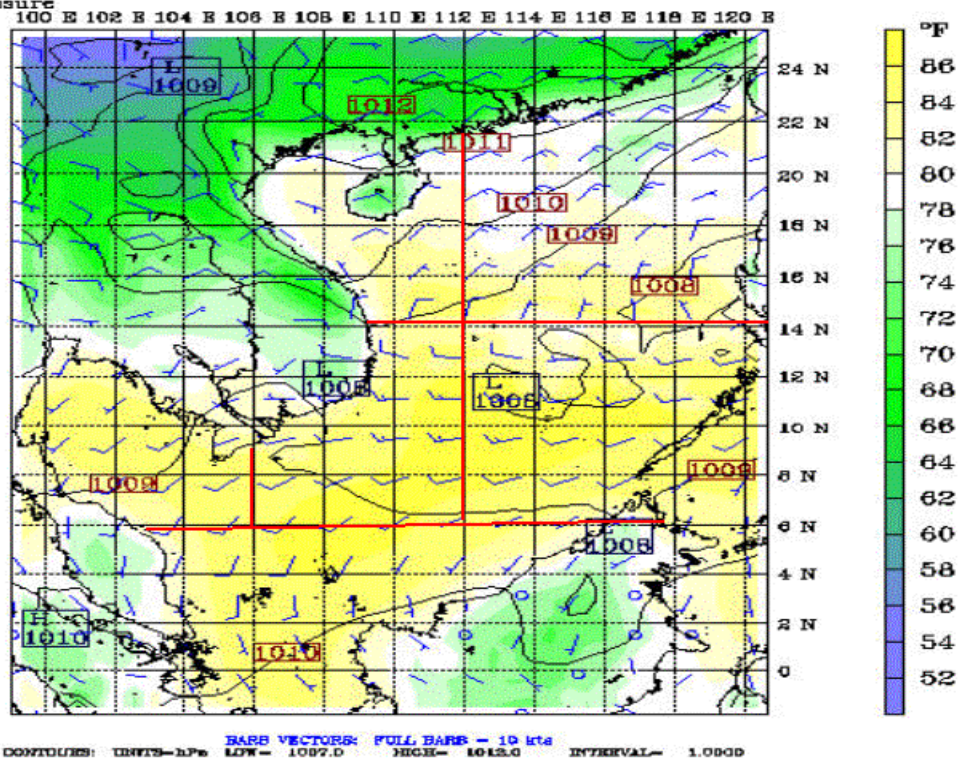 100 E 102 E 104 E 106 E 108 E 110 E 112 E 114 E 116 E 118 E 120 E
°F
24 N
22 N
20 N
18 N
16 N
14 N
12 N
10 N
8 N
6 N
4 N
2 N
0
86
84
82
80
78
76
74
72
70
68
66
64
62
60
58
56
54
52
L
1009
1012
1011
1010
1009
1008
L
L
1008
1009
1009
L
1008
H
1010
1010
BARB VECTORS: FULL BARB = 10 kts
CONTOURS: UNITS=hPa LOW= 1007.0 HIGH= 1012.0 INTERVAL= 1.0000